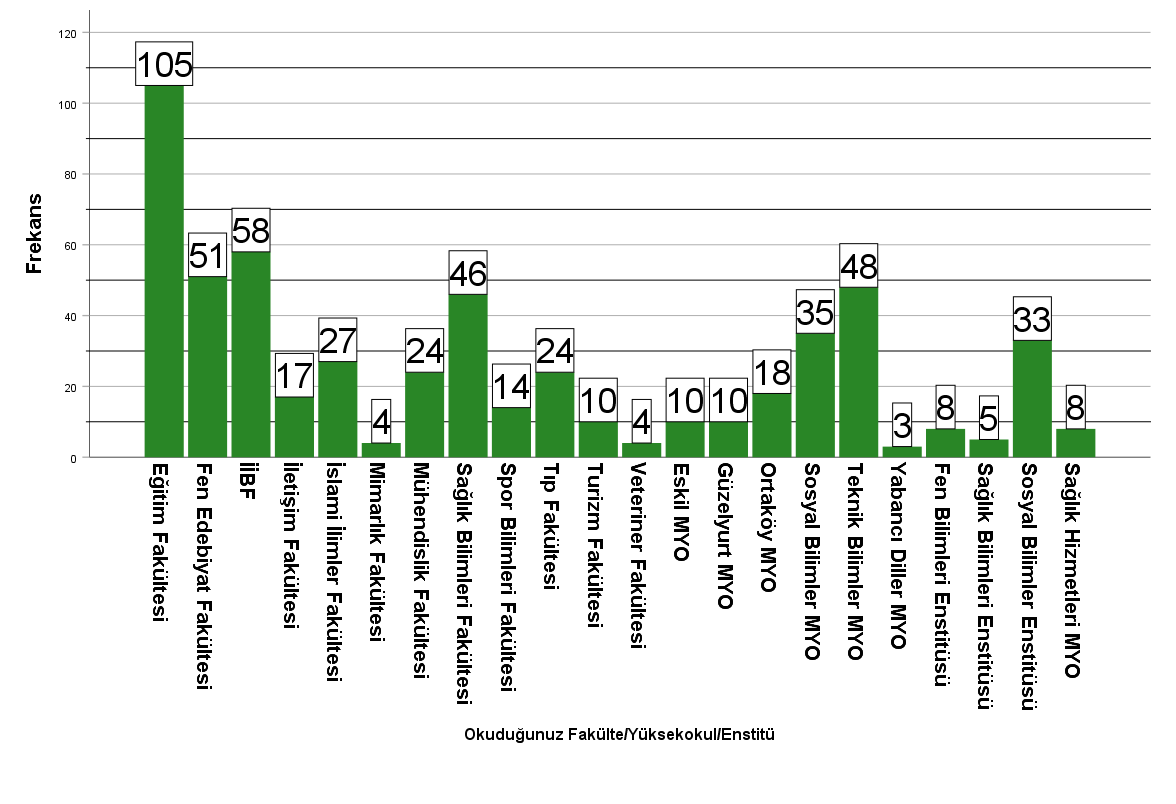 Frekans
120
100
80
60
40
20
0
105
51
58
17
27
4
24
46
14
24
10
4
10
10
18
35
48
3
8
5
33
8
Eğitim Fakültesi
Fen Edebiyat Fakültesi
İİBF
İletişim Fakültesi
İslami İlimler Fakültesi
Mimarlık Fakültesi
Mühendislik Fakültesi
Sağlık Bilimleri Fakültesi
Spor Bilimleri Fakültesi
Tıp Fakültesi
Turizm Fakültesi
Veteriner Fakültesi
Eskil MYO
Güzelyurt MYO
Ortaköy MYO
Sosyal Bilimler MYO
Teknik Bilimler MYO
Yabancı Diller MYO
Fen Bilimleri Enstitüsü
Sağlık Bilimleri Enstitüsü
Sosyal Bilimler Enstitüsü
Sağlık Hizmetleri MYO
Okuduğunuz Fakülte/Yüksekokul/Enstitü